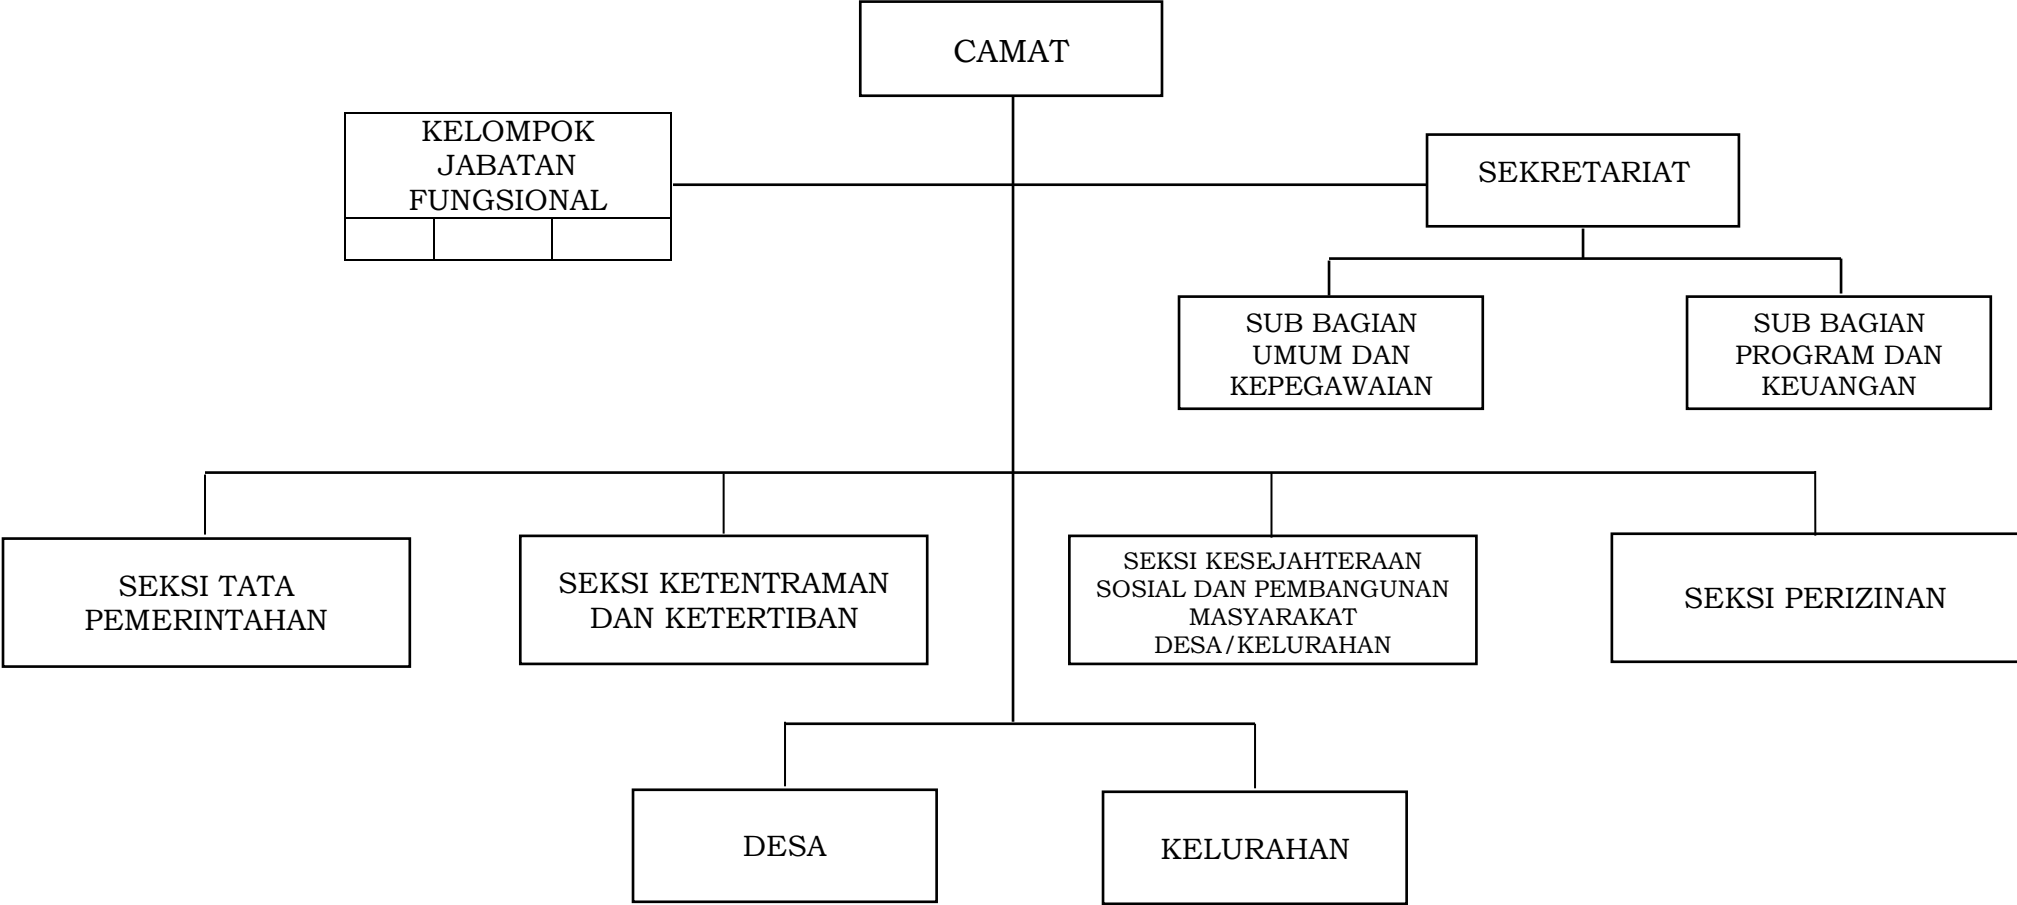 CAMAT
KELOMPOK
JABATAN
FUNGSIONAL
SEKRETARIAT
SUB BAGIAN
UMUM DAN
KEPEGAWAIAN
SUB BAGIAN
PROGRAM DAN
KEUANGAN
SEKSI TATA
PEMERINTAHAN
SEKSI KETENTRAMAN
DAN KETERTIBAN
SEKSI KESEJAHTERAAN
SOSIAL DAN PEMBANGUNAN
MASYARAKAT
DESA/KELURAHAN
SEKSI PERIZINAN
DESA
KELURAHAN